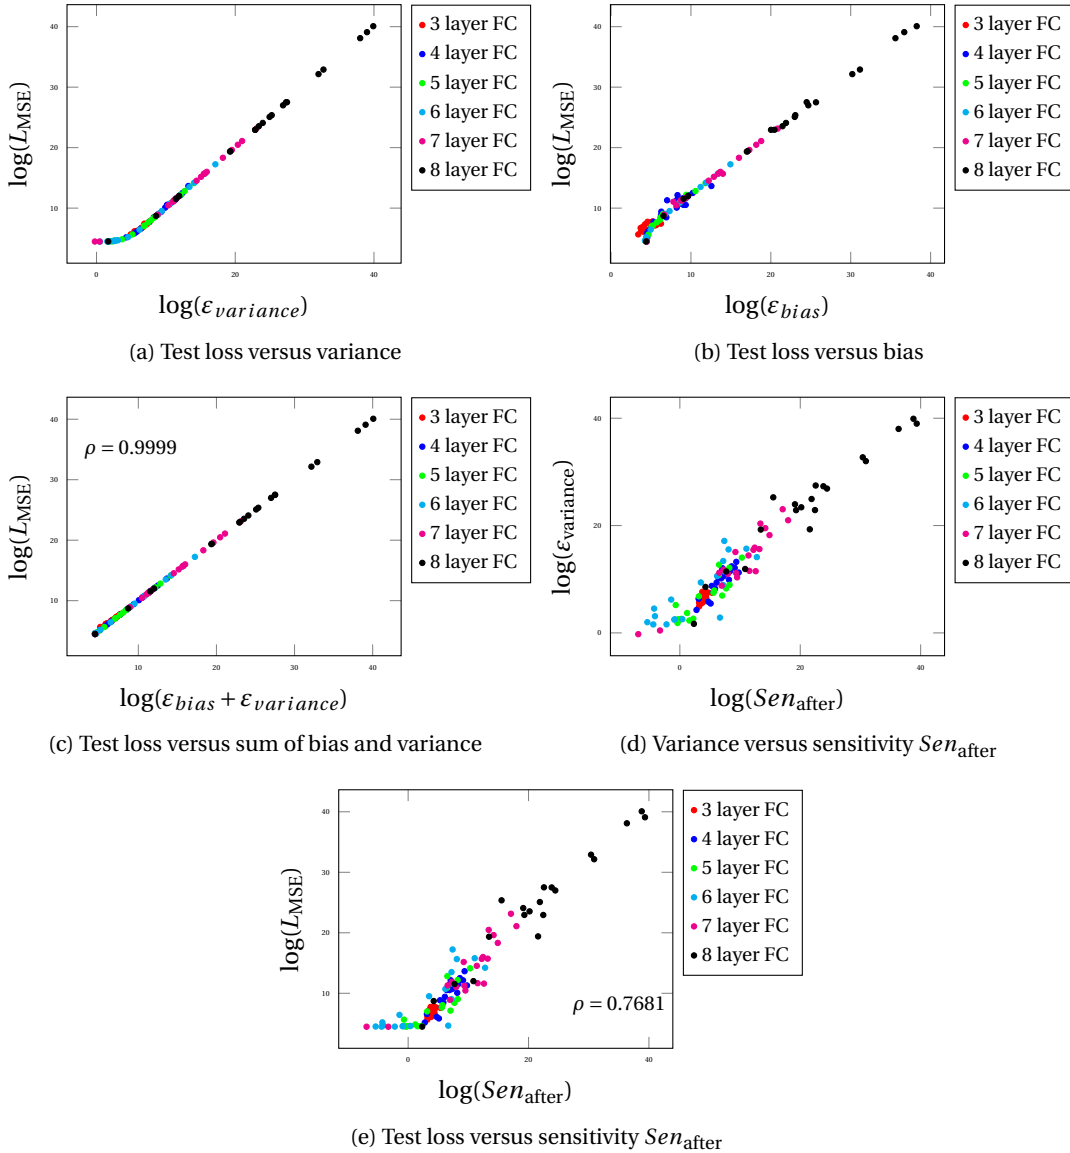 40
30
20
10
0
20
40
log(L_MSE)
log(ε_variance)
3 layer FC
4 layer FC
5 layer FC
6 layer FC
7 layer FC
8 layer FC
(a) Test loss versus variance
40
30
20
10
0
10
20
30
40
log(L_MSE)
log(ε_bias)
3 layer FC
4 layer FC
5 layer FC
6 layer FC
7 layer FC
8 layer FC
(b) Test loss versus bias
ρ = 0.9999
40
30
20
10
10
20
30
40
log(L_MSE)
log(ε_bias + ε_variance)
3 layer FC
4 layer FC
5 layer FC
6 layer FC
7 layer FC
8 layer FC
(c) Test loss versus sum of bias and variance
40
20
0
0
20
40
log(ε_variance)
log(Sen_after)
3 layer FC
4 layer FC
5 layer FC
6 layer FC
7 layer FC
8 layer FC
(d) Variance versus sensitivity Sen_after
40
30
20
10
ρ = 0.7681
0
20
40
log(L_MSE)
log(Sen_after)
3 layer FC
4 layer FC
5 layer FC
6 layer FC
7 layer FC
8 layer FC
(e) Test loss versus sensitivity Sen_after